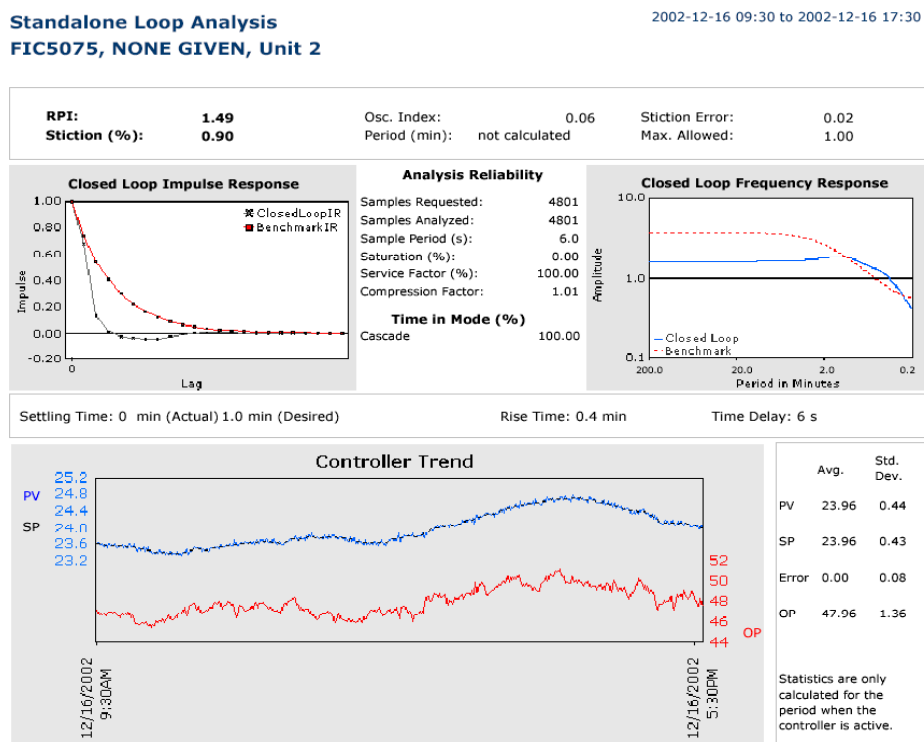 Standalone Loop Analysis
2002-12-16 09:30 to 2002-12-16 17:30
FIC5075, NONE GIVEN, Unit 2
RPI: 1.49 Osc. Index: 0.06 Stiction Error: 0.02
Stiction (%): 0.90 Period (min): not calculated Max. Allowed: 1.00
Closed Loop Impulse Response
1.00
0.80
0.60
0.40
0.20
0.00
-0.20
Impulse
ClosedLoopIR
BenchmarkIR
0
Lag
Analysis Reliability
Samples Requested: 4801
Samples Analyzed: 4801
Sample Period (s): 6.0
Saturation (%): 0.00
Service Factor (%): 100.00
Compression Factor: 1.01
Time in Mode (%)
Cascade 100.00
Closed Loop Frequency Response
10.0
1.0
0.1
Amplitude
Closed Loop
Benchmark
200.0 20.0 2.0 0.2
Period in Minutes
Settling Time: 0 min (Actual) 1.0 min (Desired) Rise Time: 0.4 min Time Delay: 6 s
Controller Trend
PV
SP
25.2
24.8
24.4
24.0
23.6
23.2
52
50
48
46
44
OP
12/16/2002
9:30AM
12/16/2002
5:30PM
Avg. Std. Dev.
PV 23.96 0.44
SP 23.96 0.43
Error 0.00 0.08
OP 47.96 1.36
Statistics are only
calculated for the
period when the
controller is active.